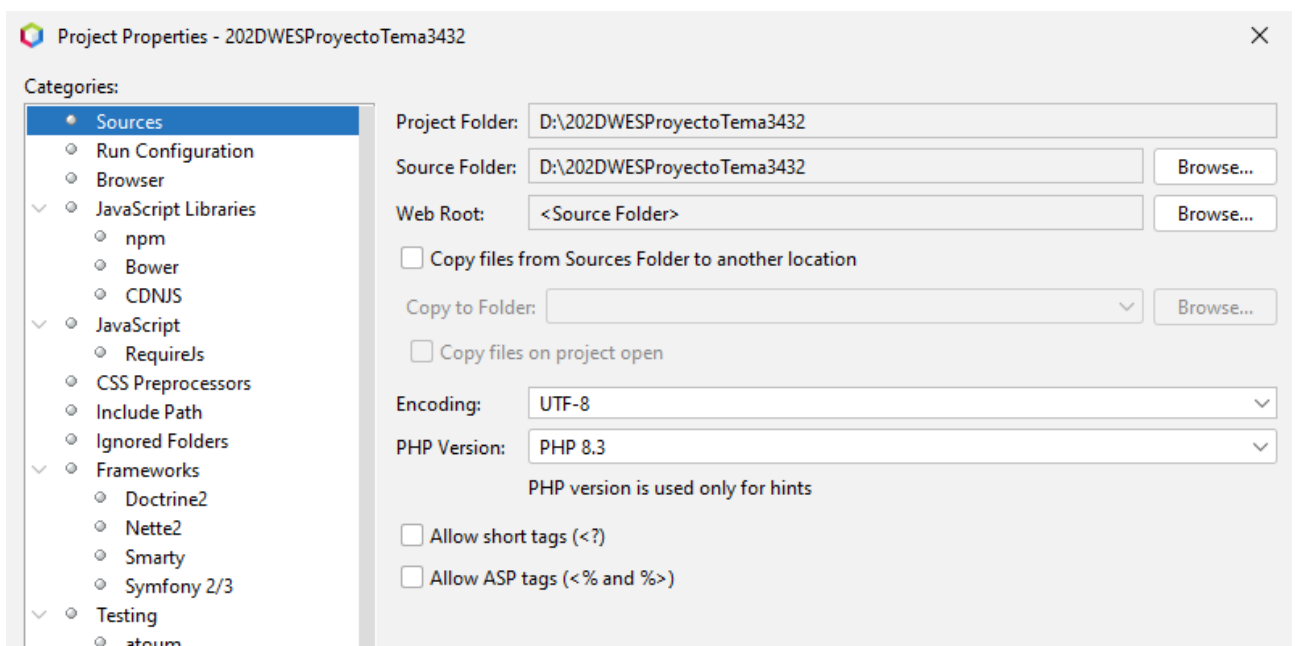 Project Properties - 202DWESProyectoTema3432
Categories:
Sources
Run Configuration
Browser
JavaScript Libraries
npm
Bower
CDNJS
JavaScript
RequireJs
CSS Preprocessors
Include Path
Ignored Folders
Frameworks
Doctrine2
Nette2
Smarty
Symfony 2/3
Testing
atoum
Project Folder: D:\202DWESProyectoTema3432
Source Folder: D:\202DWESProyectoTema3432 Browse...
Web Root: <Source Folder> Browse...
Copy files from Sources Folder to another location
Copy to Folder: Browse...
Copy files on project open
Encoding: UTF-8
PHP Version: PHP 8.3
PHP version is used only for hints
Allow short tags (<?)
Allow ASP tags (<% and %>)